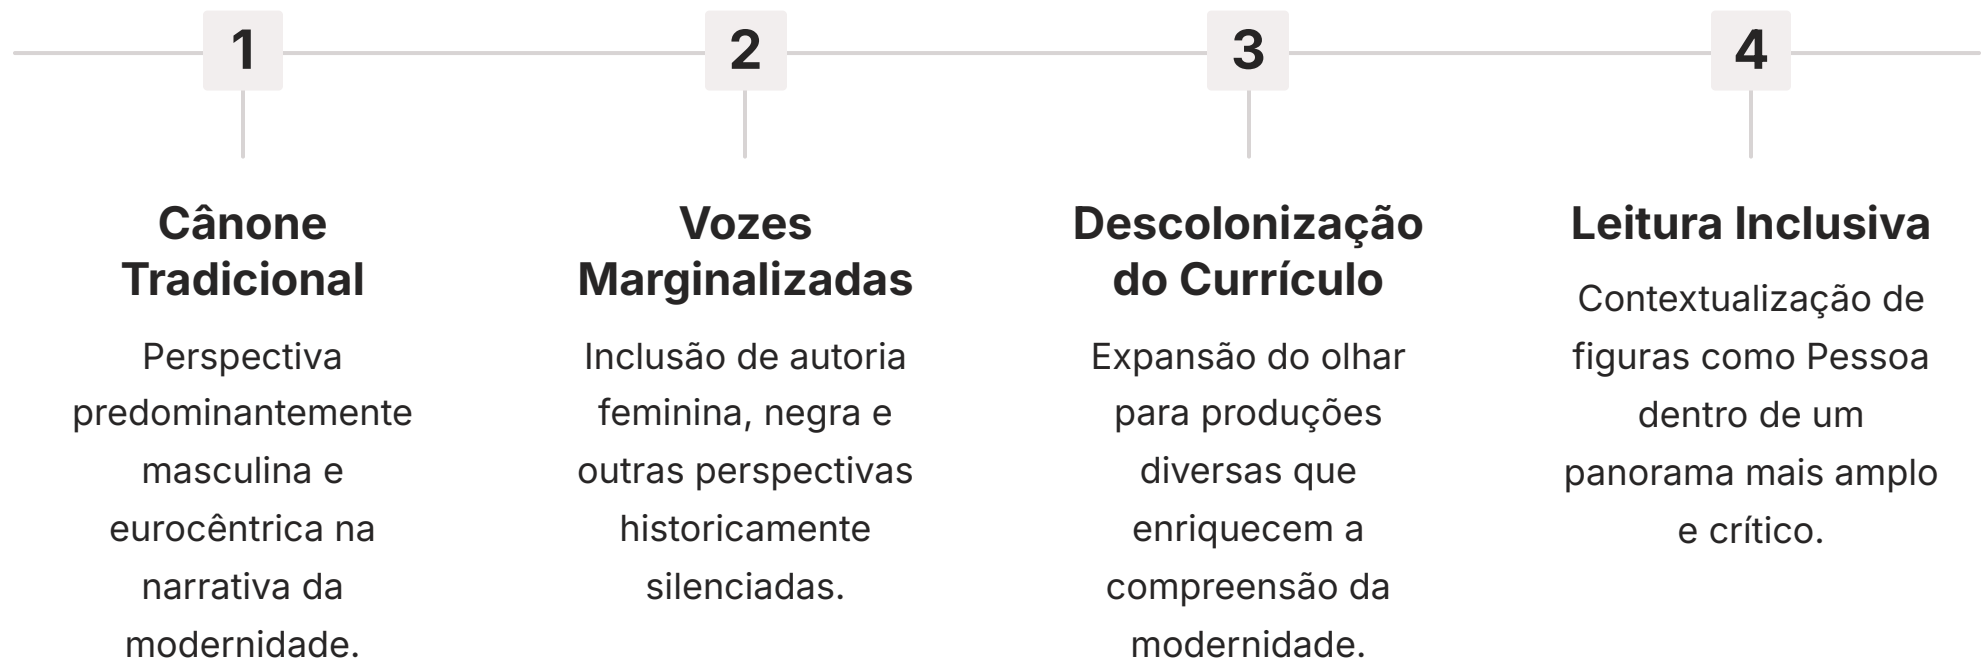 1
Cânone
Tradicional
Perspectiva
predominantemente
masculina e
eurocêntrica na
narrativa da
modernidade.
2
Vozes
Marginalizadas
Inclusão de autoria
feminina, negra e
outras perspectivas
historicamente
silenciadas.
3
Descolonização
do Currículo
Expansão do olhar
para produções
diversas que
enriquecem a
compreensão da
modernidade.
4
Leitura Inclusiva
Contextualização de
figuras como Pessoa
dentro de um
panorama mais amplo
e crítico.